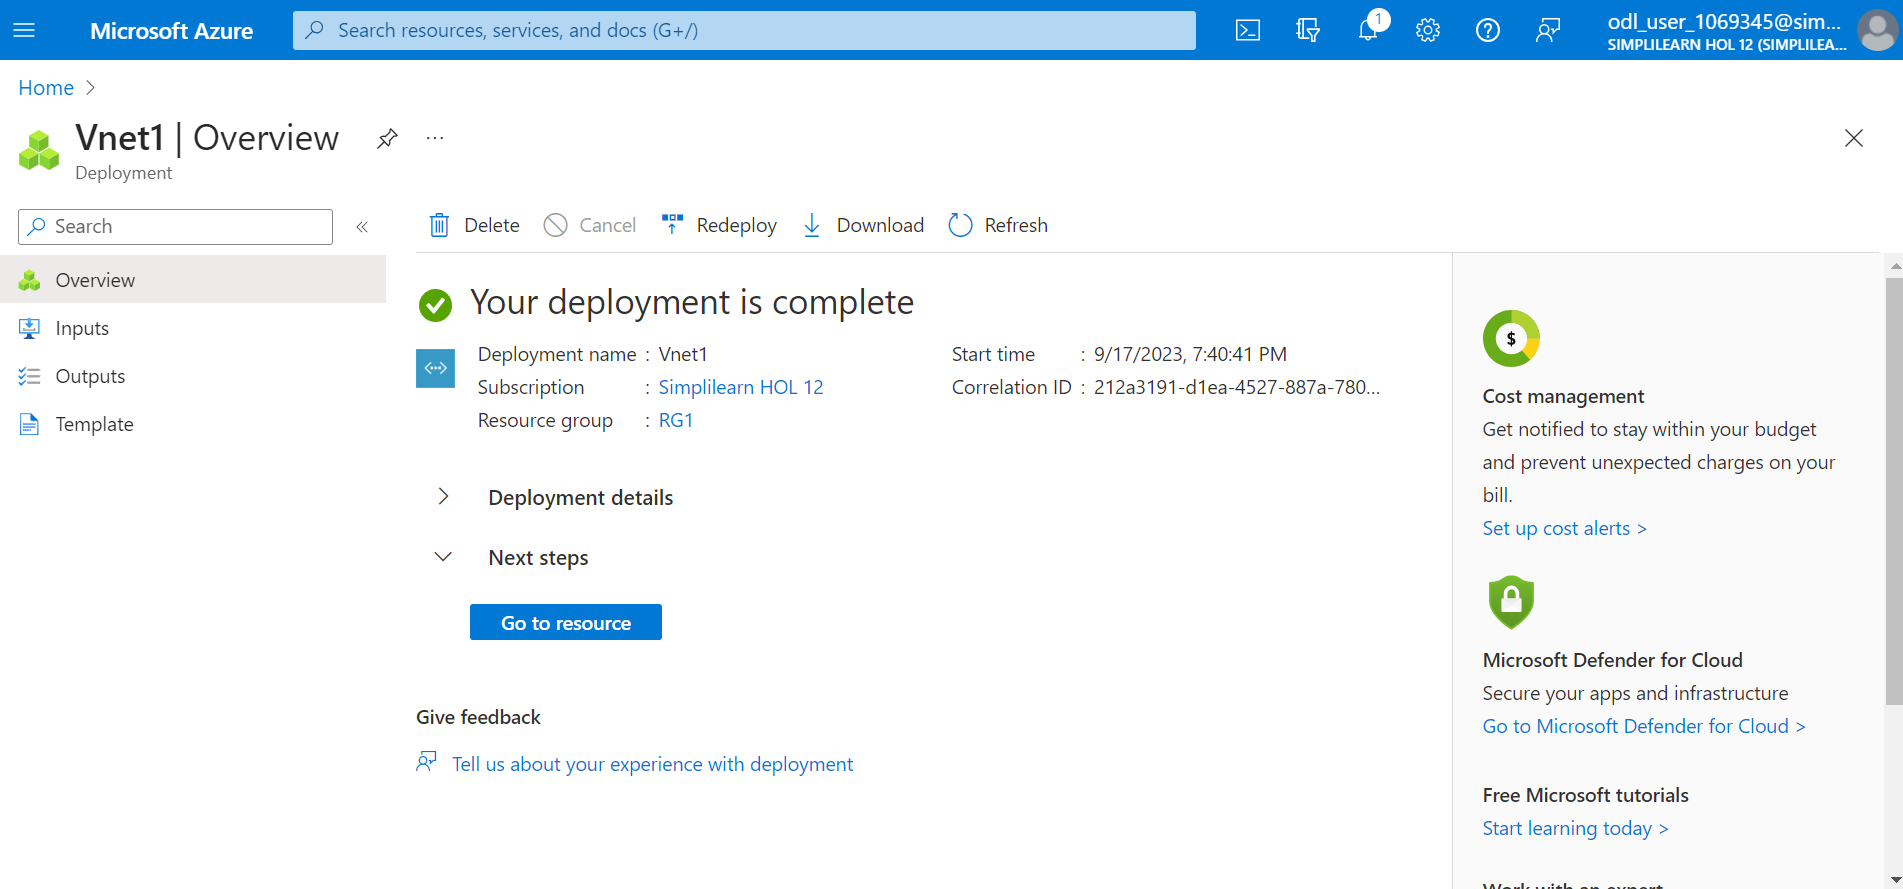 Microsoft Azure
Search resources, services, and docs (G+/)
1
odl_user_1069345@sim...
SIMPLILEARN HOL 12 (SIMPLILEA...
Home
Vnet1 | Overview
...
Deployment
Search
Delete
Cancel
Redeploy
Download
Refresh
Overview
Inputs
Outputs
Template
Your deployment is complete
Deployment name : Vnet1
Subscription : Simplilearn HOL 12
Resource group : RG1
Start time : 9/17/2023, 7:40:41 PM
Correlation ID : 212a3191-d1ea-4527-887a-780...
Deployment details
Next steps
Go to resource
Give feedback
Tell us about your experience with deployment
$
Cost management
Get notified to stay within your budget
and prevent unexpected charges on your
bill.
Set up cost alerts >
Microsoft Defender for Cloud
Secure your apps and infrastructure
Go to Microsoft Defender for Cloud >
Free Microsoft tutorials
Start learning today >
Work with an expert